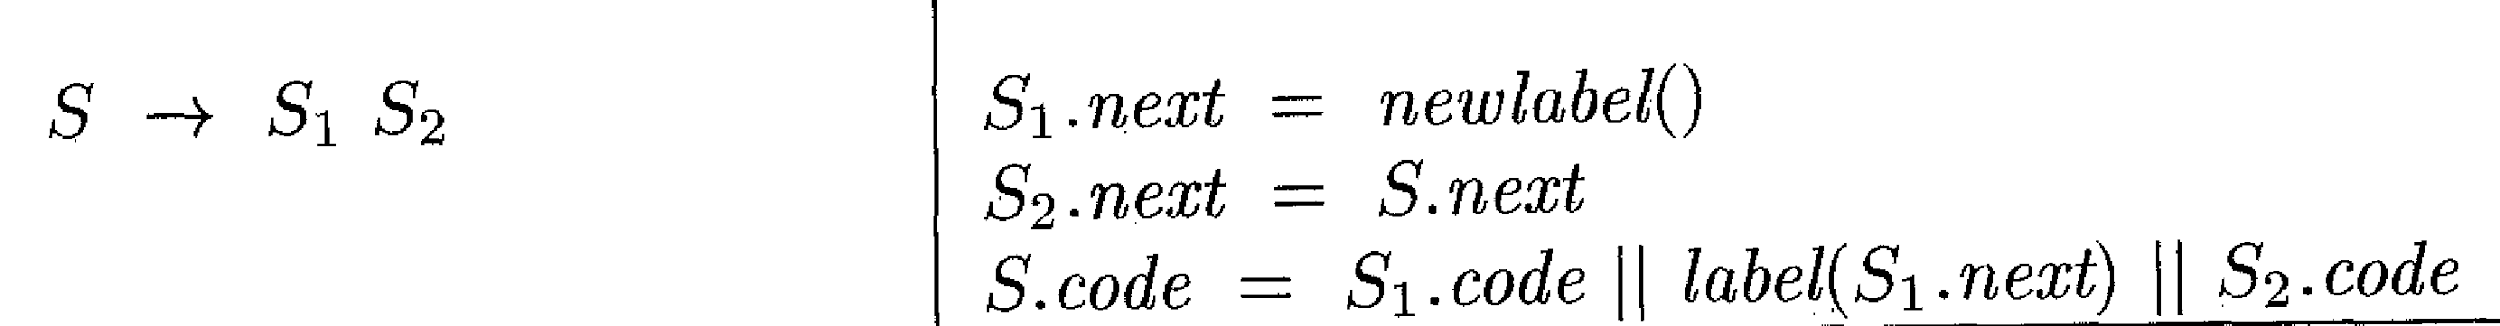 S → S₁ S₂
S₁.next = newlabel()
S₂.next = S.next
S.code = S₁.code || label(S₁.next) || S₂.code